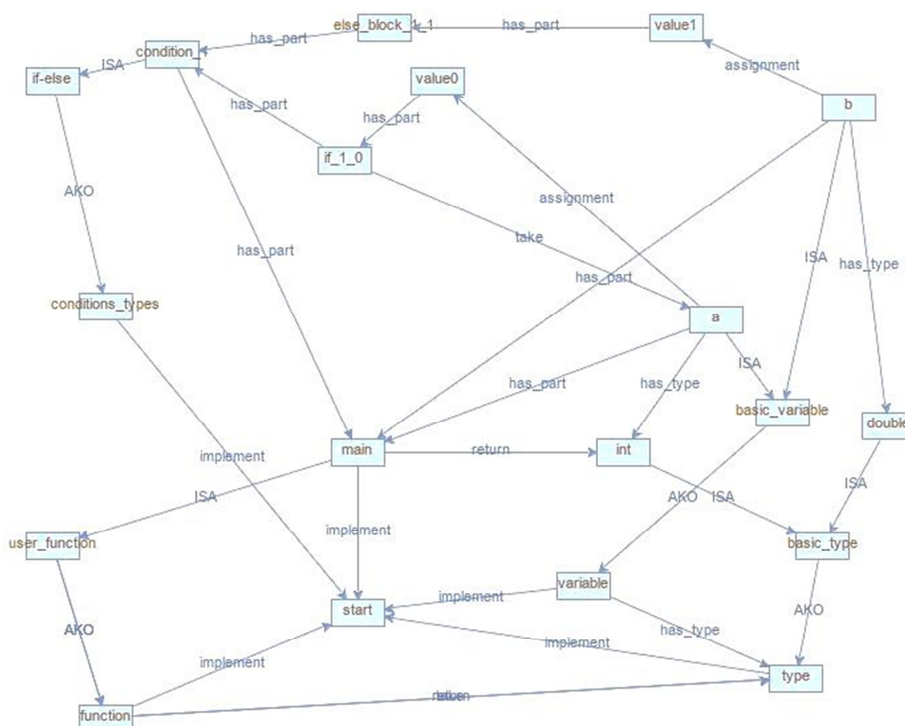 else_block_1_1
value1
has_part
has_part
condition_
ISA
if-else
value0
assignment
b
has_part
has_part
if_1_0
AKO
assignment
take
has_part
ISA
has_part
has_type
conditions_types
a
ISA
has_part
has_type
basic_variable
double
main
return
int
implement
ISA
AKO
ISA
ISA
implement
user_function
basic_type
variable
implement
start
AKO
has_type
AKO
implement
implement
type
function